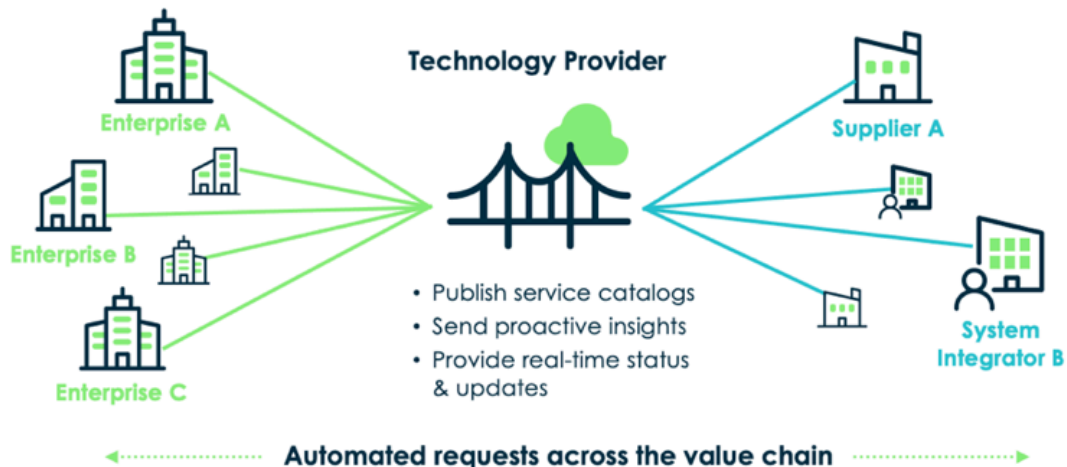 Technology Provider
Enterprise A
Supplier A
Enterprise B
Enterprise C
• Publish service catalogs
• Send proactive insights
• Provide real-time status
& updates
System
Integrator B
Automated requests across the value chain